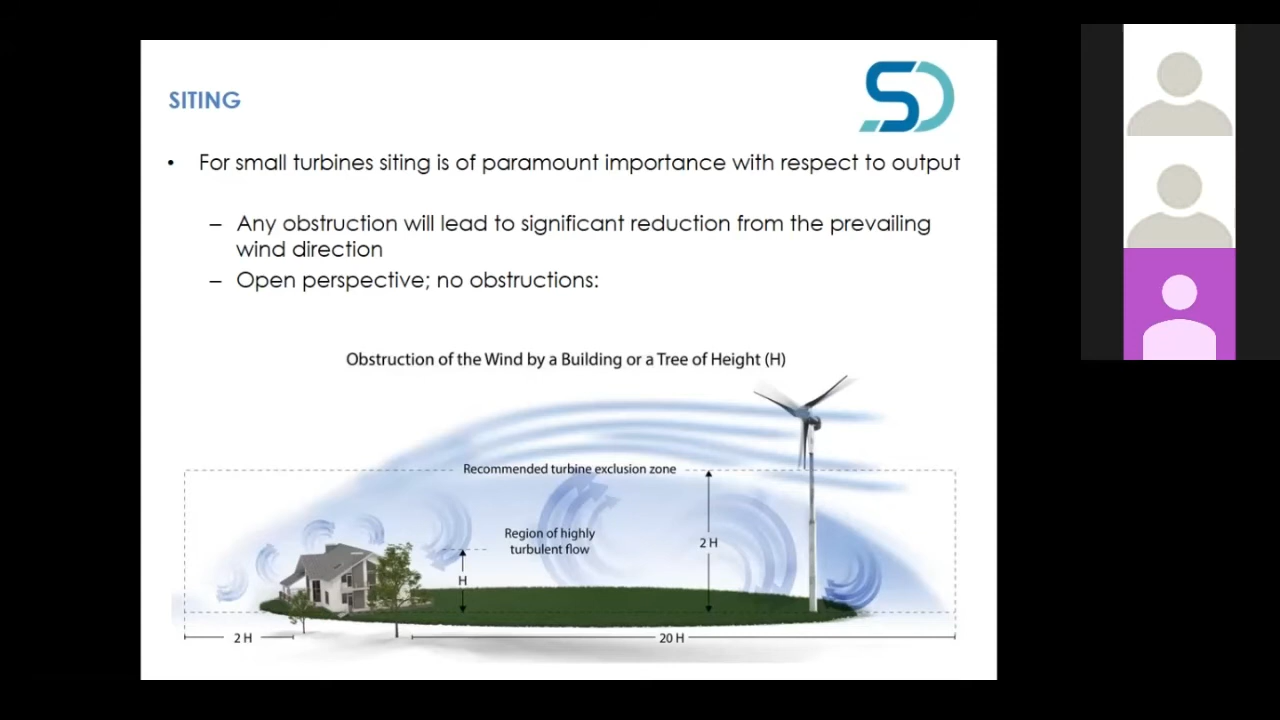 SITING
SD
• For small turbines siting is of paramount importance with respect to output
– Any obstruction will lead to significant reduction from the prevailing
wind direction
– Open perspective; no obstructions:
Obstruction of the Wind by a Building or a Tree of Height (H)
Recommended turbine exclusion zone
Region of highly
turbulent flow
2 H
H
2 H
20 H